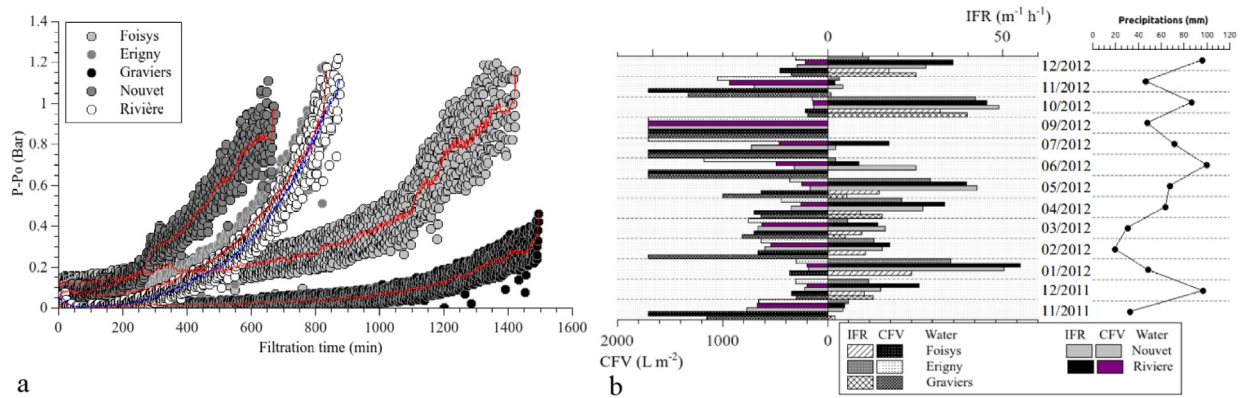 1.4
1.2
1
0.8
0.6
0.4
0.2
0
P-Po (Bar)
Foisys
Erigny
Graviers
Nouvet
Rivière
0 200 400 600 800 1000 1200 1400 1600
Filtration time (min)
a
IFR (m⁻¹ h⁻¹)
0 50
Precipitations (mm)
0 20 40 60 80 100 120
12/2012
11/2012
10/2012
09/2012
07/2012
06/2012
05/2012
04/2012
03/2012
02/2012
01/2012
12/2011
11/2011
2000 1000 0
CFV (L m⁻²)
IFR CFV Water
Foisys
Erigny
Graviers
IFR CFV Water
Nouvet
Riviere
b